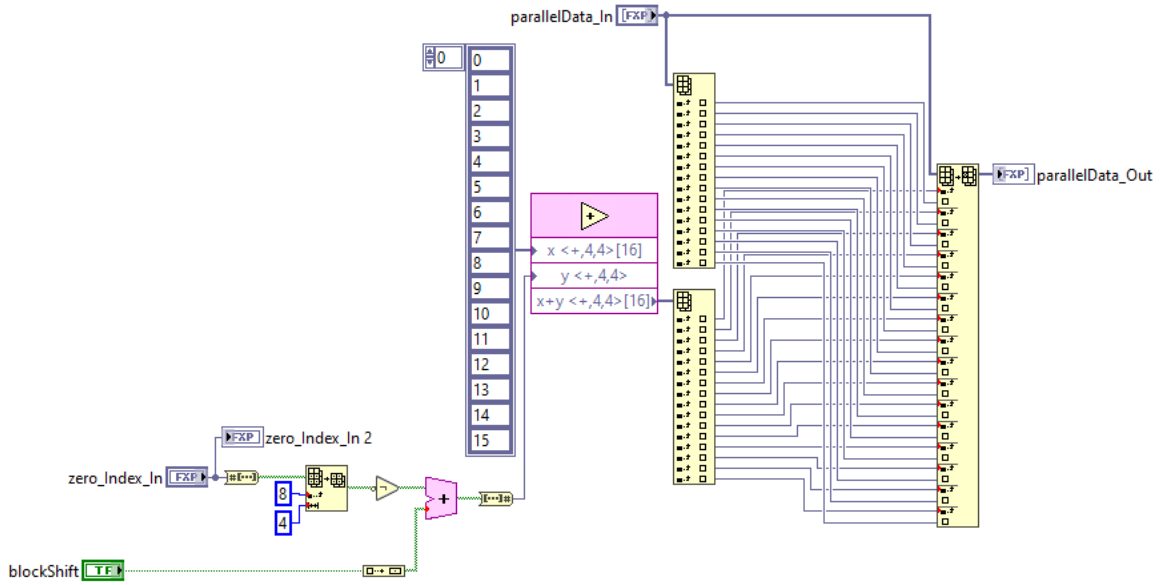 parallelData_In
FXP
0
0
1
2
3
4
5
6
7
8
9
10
11
12
13
14
15
x <+,4,4>[16]
y <+,4,4>
x+y <+,4,4>[16]
FXP
parallelData_Out
FXP
zero_Index_In 2
zero_Index_In
FXP
8
4
blockShift
TF